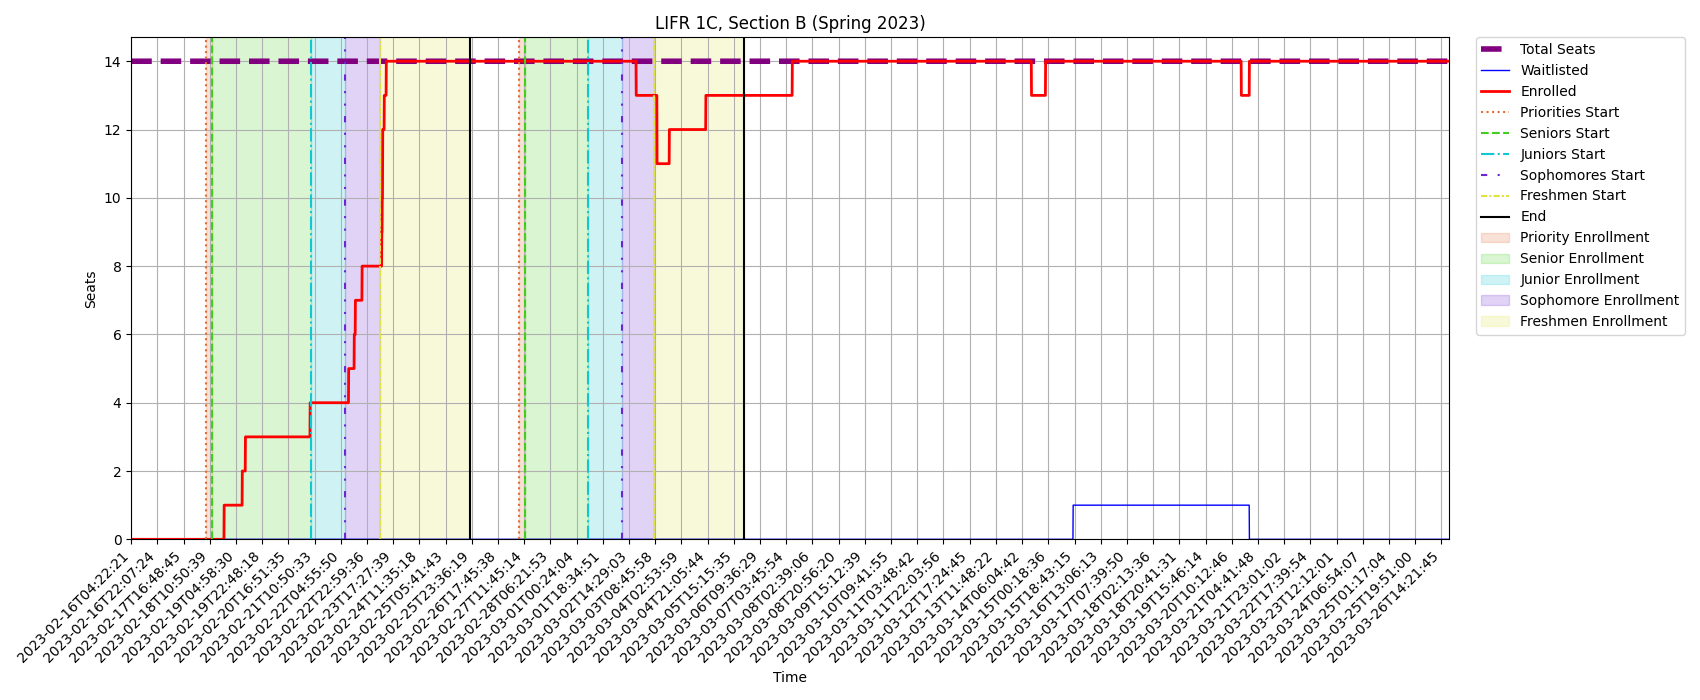 LIFR 1C, Section B (Spring 2023)
Seats
14
12
10
8
6
4
2
0
2023-02-16T04:22:21
2023-02-16T22:07:24
2023-02-17T16:48:45
2023-02-18T10:50:39
2023-02-19T04:58:30
2023-02-19T22:48:18
2023-02-20T16:51:35
2023-02-21T10:50:33
2023-02-22T04:55:50
2023-02-22T22:59:36
2023-02-23T17:27:39
2023-02-24T11:35:18
2023-02-25T05:41:43
2023-02-25T23:36:19
2023-02-26T17:45:38
2023-02-27T11:45:14
2023-02-28T06:21:53
2023-03-01T00:24:04
2023-03-01T18:34:51
2023-03-02T14:29:03
2023-03-03T08:45:58
2023-03-04T02:53:59
2023-03-04T21:05:44
2023-03-05T15:15:35
2023-03-06T09:36:29
2023-03-07T03:45:54
2023-03-08T02:39:06
2023-03-08T20:56:20
2023-03-09T15:12:39
2023-03-10T09:41:55
2023-03-11T03:48:42
2023-03-11T22:03:56
2023-03-12T17:24:45
2023-03-13T11:48:22
2023-03-14T06:04:42
2023-03-15T00:18:36
2023-03-15T18:43:15
2023-03-16T13:06:13
2023-03-17T07:39:50
2023-03-18T02:13:36
2023-03-18T20:41:31
2023-03-19T15:46:14
2023-03-20T10:12:46
2023-03-21T04:41:48
2023-03-21T23:01:02
2023-03-22T17:39:54
2023-03-23T12:12:01
2023-03-24T06:54:07
2023-03-25T01:17:04
2023-03-25T19:51:00
2023-03-26T14:21:45
Time
Total Seats
Waitlisted
Enrolled
Priorities Start
Seniors Start
Juniors Start
Sophomores Start
Freshmen Start
End
Priority Enrollment
Senior Enrollment
Junior Enrollment
Sophomore Enrollment
Freshmen Enrollment